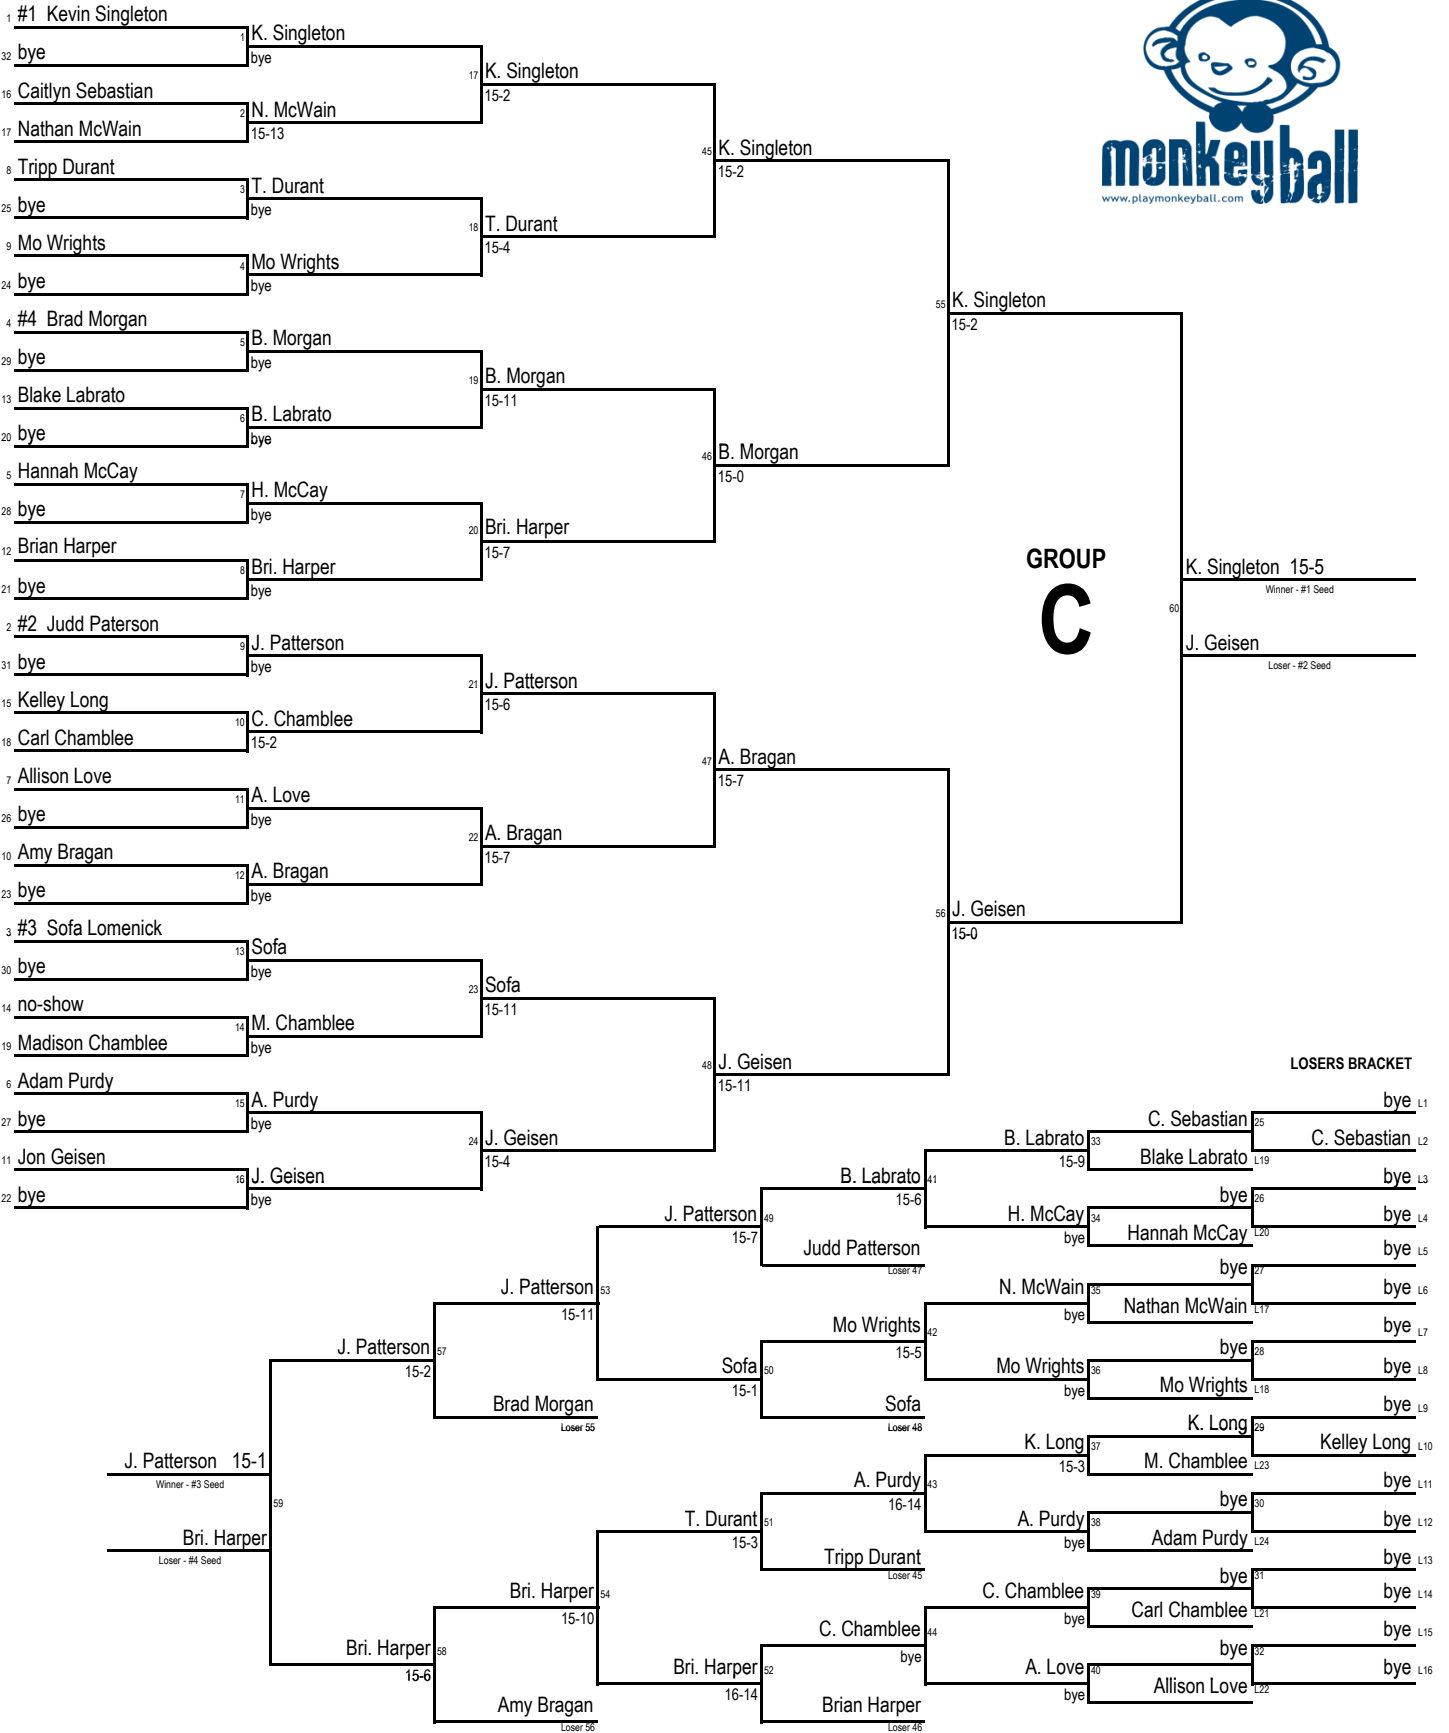 1 #1 Kevin Singleton
32 bye
1 K. Singleton
bye
16 Caitlyn Sebastian
17 Nathan McWain
2 N. McWain
15-13
17 K. Singleton
15-2
8 Tripp Durant
25 bye
3 T. Durant
bye
9 Mo Wrights
24 bye
4 Mo Wrights
bye
18 T. Durant
15-4
45 K. Singleton
15-2
4 #4 Brad Morgan
29 bye
5 B. Morgan
bye
13 Blake Labrato
20 bye
6 B. Labrato
bye
19 B. Morgan
15-11
5 Hannah McCay
28 bye
7 H. McCay
bye
12 Brian Harper
21 bye
8 Bri. Harper
bye
20 Bri. Harper
15-7
46 B. Morgan
15-0
55 K. Singleton
15-2
2 #2 Judd Paterson
31 bye
9 J. Patterson
bye
15 Kelley Long
18 Carl Chamblee
10 C. Chamblee
15-2
21 J. Patterson
15-6
7 Allison Love
26 bye
11 A. Love
bye
10 Amy Bragan
23 bye
12 A. Bragan
bye
22 A. Bragan
15-7
47 A. Bragan
15-7
3 #3 Sofa Lomenick
30 bye
13 Sofa
bye
14 no-show
19 Madison Chamblee
14 M. Chamblee
bye
23 Sofa
15-11
6 Adam Purdy
27 bye
15 A. Purdy
bye
11 Jon Geisen
22 bye
16 J. Geisen
bye
24 J. Geisen
15-4
48 J. Geisen
15-11
56 J. Geisen
15-0
monkeyball
www.playmonkeyball.com
GROUP
C
60
K. Singleton 15-5
Winner - #1 Seed
J. Geisen
Loser - #2 Seed
LOSERS BRACKET
bye L1
C. Sebastian L2
C. Sebastian 25
Blake Labrato L19
B. Labrato 33
15-9
bye L3
bye L4
bye 26
Hannah McCay L20
H. McCay 34
bye
B. Labrato 41
15-6
Judd Patterson
Loser 47
J. Patterson 49
15-7
bye L5
bye L6
bye 27
Nathan McWain L17
N. McWain 35
bye
bye L7
bye L8
bye 28
Mo Wrights L18
Mo Wrights 36
bye
Mo Wrights 42
15-5
Sofa
Loser 48
Sofa 50
15-1
J. Patterson 53
15-11
Brad Morgan
Loser 55
J. Patterson 57
15-2
bye L9
Kelley Long L10
K. Long 29
M. Chamblee L23
K. Long 37
15-3
bye L11
bye L12
bye 30
Adam Purdy L24
A. Purdy 38
bye
A. Purdy 43
16-14
Tripp Durant
Loser 45
T. Durant 51
15-3
bye L13
bye L14
bye 31
Carl Chamblee L21
C. Chamblee 39
bye
bye L15
bye L16
bye 32
Allison Love L22
A. Love 40
bye
C. Chamblee 44
bye
Brian Harper
Loser 46
Bri. Harper 52
16-14
Bri. Harper 54
15-10
Amy Bragan
Loser 56
Bri. Harper 58
15-6
J. Patterson 15-1
Winner - #3 Seed
59
Bri. Harper
Loser - #4 Seed